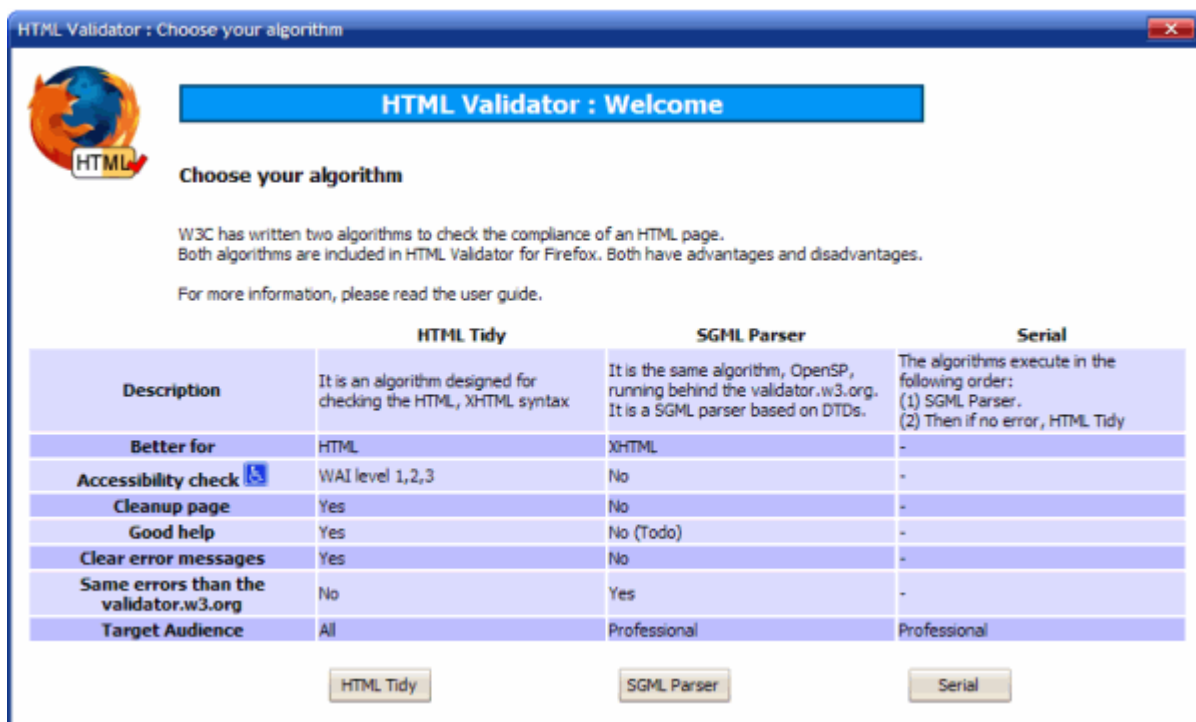 HTML Validator : Choose your algorithm
HTML Validator : Welcome
HTML
Choose your algorithm
W3C has written two algorithms to check the compliance of an HTML page.
Both algorithms are included in HTML Validator for Firefox. Both have advantages and disadvantages.
For more information, please read the user guide.
HTML Tidy SGML Parser Serial
Description
It is an algorithm designed for
checking the HTML, XHTML syntax
It is the same algorithm, OpenSP,
running behind the validator.w3.org.
It is a SGML parser based on DTDs.
The algorithms execute in the
following order:
(1) SGML Parser.
(2) Then if no error, HTML Tidy
Better for HTML XHTML -
Accessibility check WAI level 1,2,3 No -
Cleanup page Yes No -
Good help Yes No (Todo) -
Clear error messages Yes No -
Same errors than the
validator.w3.org
No Yes -
Target Audience All Professional Professional
HTML Tidy SGML Parser Serial